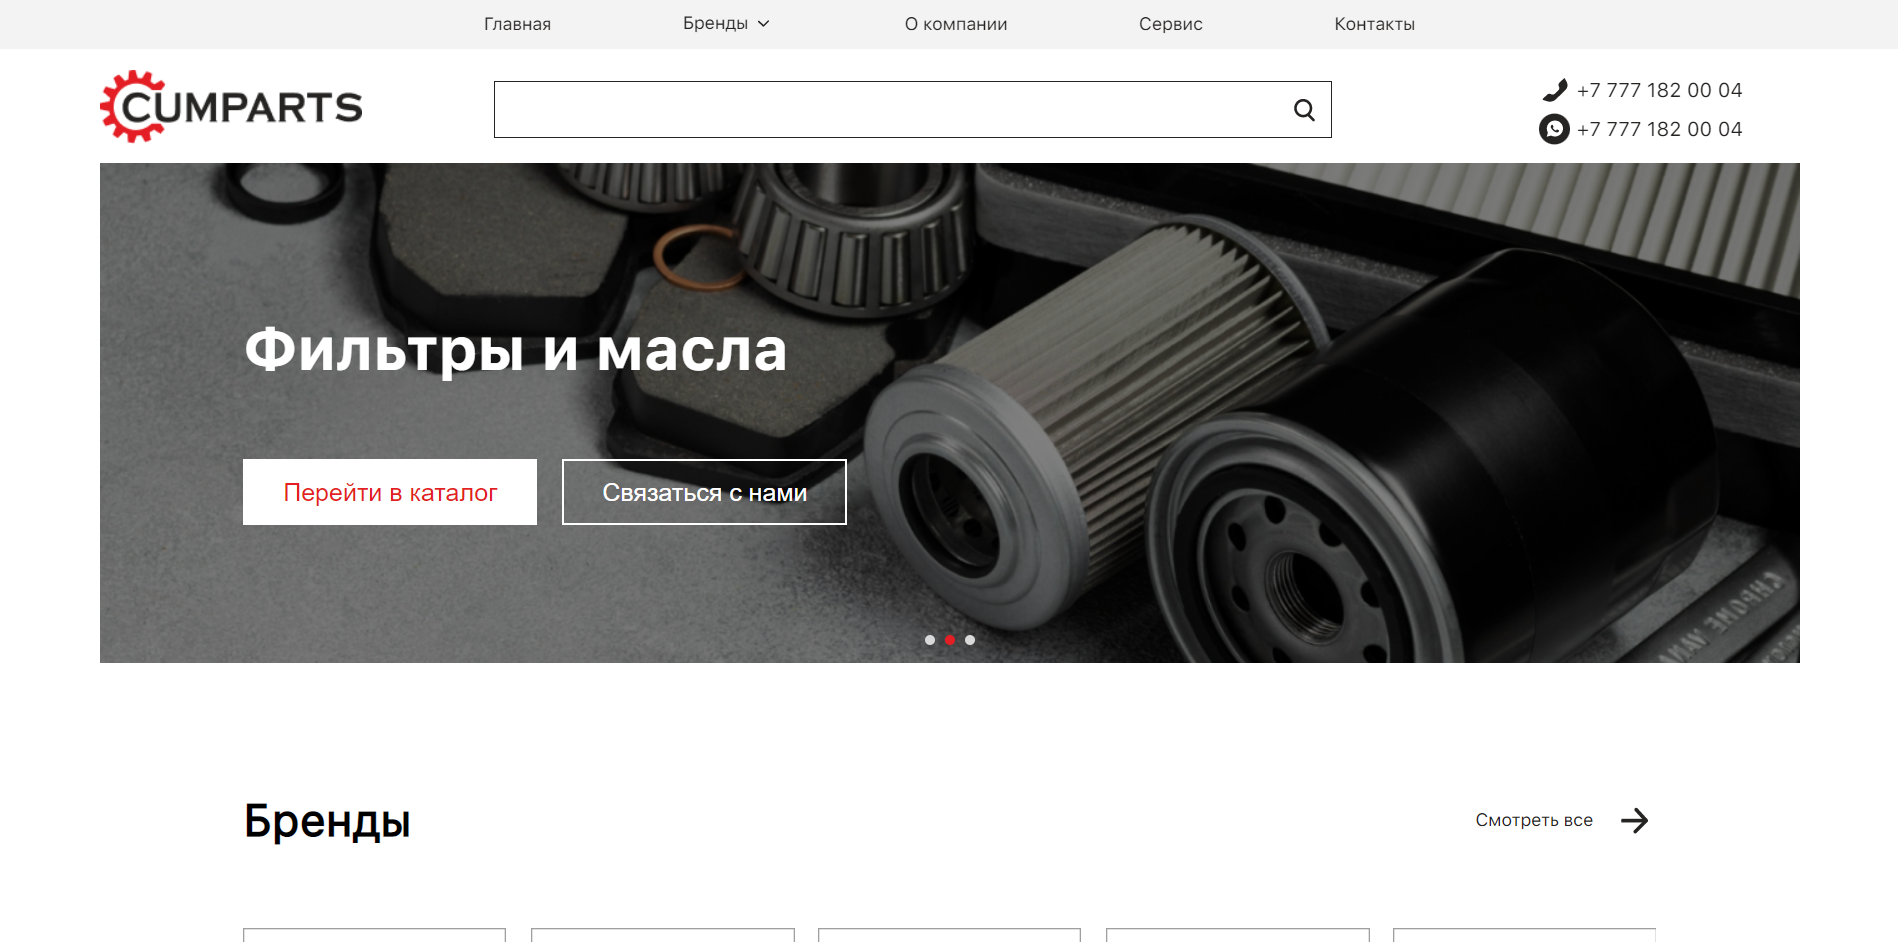 Главная
Бренды
О компании
Сервис
Контакты
CUMPARTS
+7 777 182 00 04
+7 777 182 00 04
Фильтры и масла
Перейти в каталог
Связаться с нами
Бренды
Смотреть все